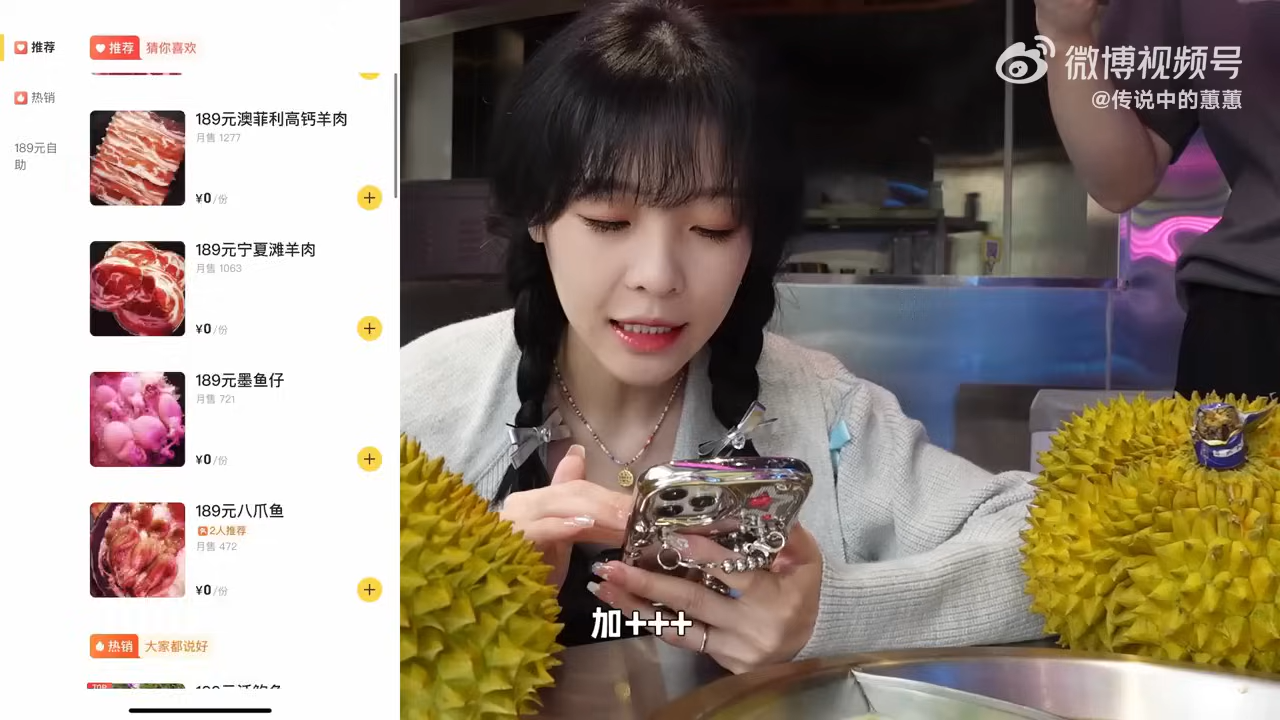 推荐
热销
189元自
助
推荐 猜你喜欢
189元澳菲利高钙羊肉
月售 1277
¥0/份
189元宁夏滩羊肉
月售 1063
¥0/份
189元墨鱼仔
月售 721
¥0/份
189元八爪鱼
2人推荐
月售 472
¥0/份
热销 大家都说好
TOP
微博视频号
@传说中的蕙蕙
加+++